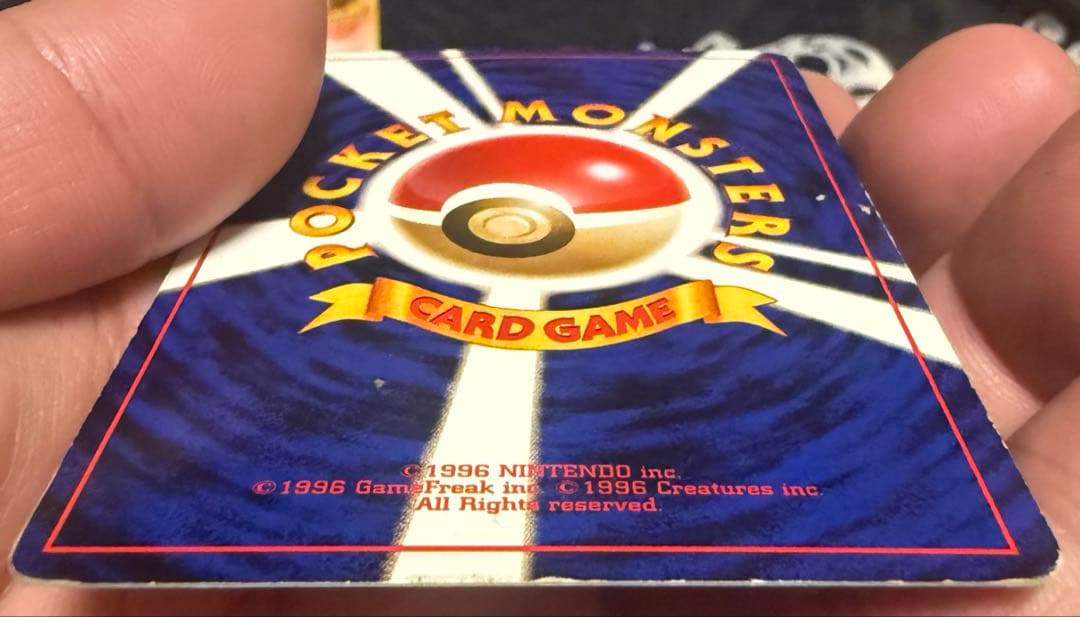 POCKET MONSTERS
CARD GAME
©1996 NINTENDO inc.
©1996 GameFreak inc. ©1996 Creatures inc.
All Rights reserved.